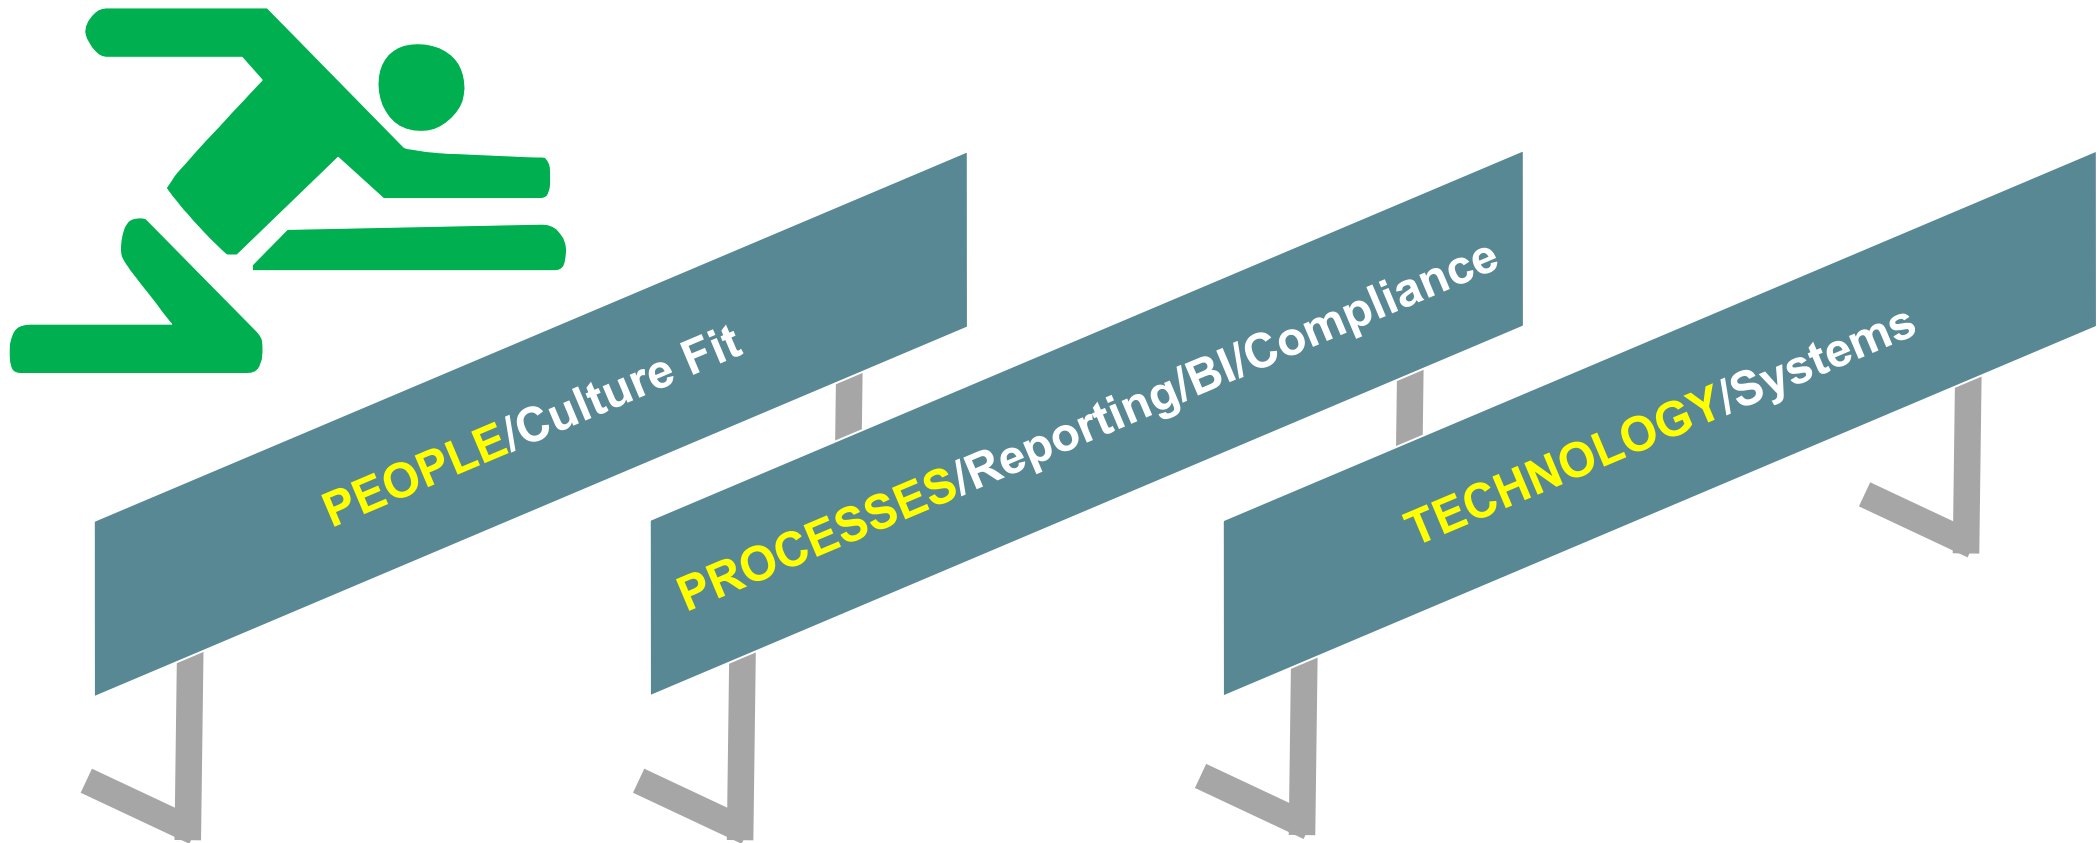 PEOPLE/Culture Fit
PROCESSES/Reporting/BI/Compliance
TECHNOLOGY/Systems